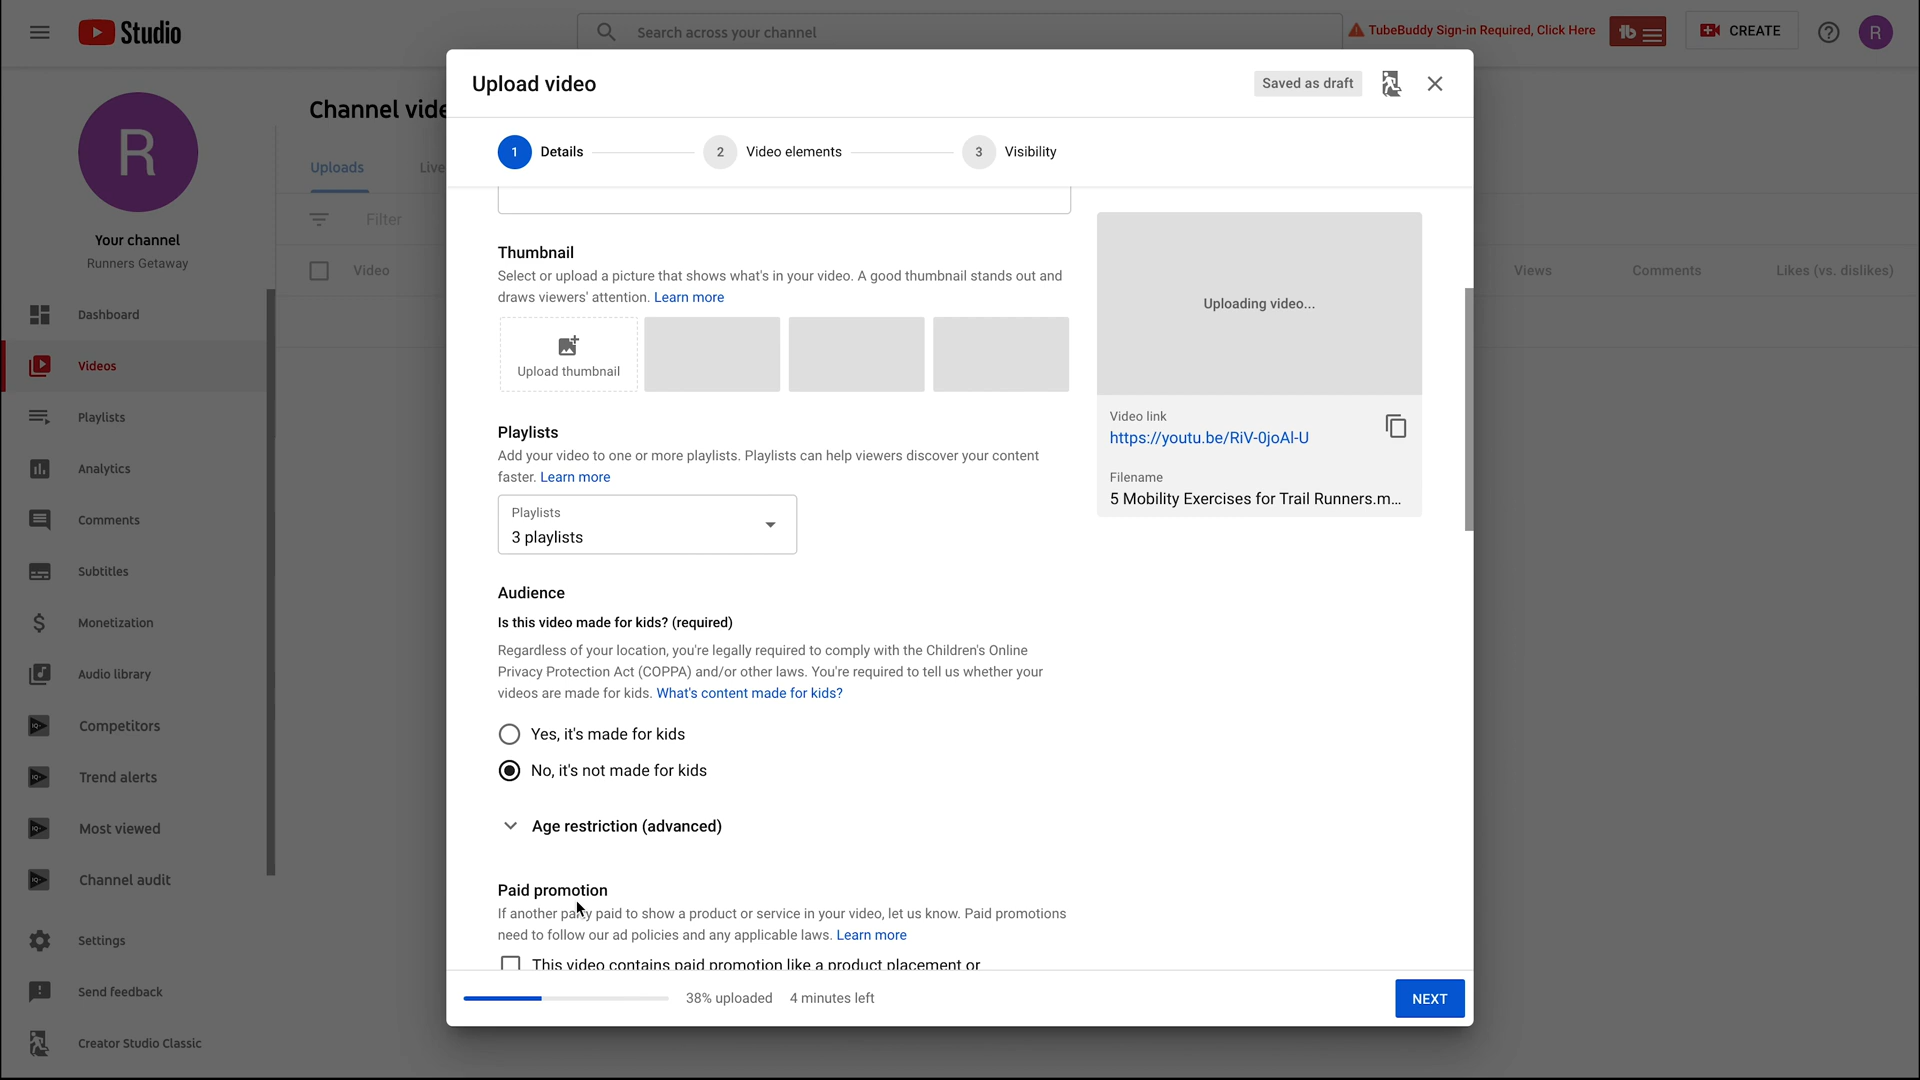 Studio
Search across your channel
TubeBuddy Sign-in Required, Click Here
tb
CREATE
?
R
Upload video
Saved as draft
1 Details
2 Video elements
3 Visibility
R
Your channel
Runners Getaway
Dashboard
Videos
Playlists
Analytics
Comments
Subtitles
Monetization
Audio library
Competitors
Trend alerts
Most viewed
Channel audit
Settings
Send feedback
Creator Studio Classic
Channel vide
Uploads
Live
Filter
Video
Views
Comments
Likes (vs. dislikes)
Thumbnail
Select or upload a picture that shows what's in your video. A good thumbnail stands out and
draws viewers' attention. Learn more
Upload thumbnail
Playlists
Add your video to one or more playlists. Playlists can help viewers discover your content
faster. Learn more
Playlists
3 playlists
Audience
Is this video made for kids? (required)
Regardless of your location, you're legally required to comply with the Children's Online
Privacy Protection Act (COPPA) and/or other laws. You're required to tell us whether your
videos are made for kids. What's content made for kids?
Yes, it's made for kids
No, it's not made for kids
Age restriction (advanced)
Paid promotion
If another party paid to show a product or service in your video, let us know. Paid promotions
need to follow our ad policies and any applicable laws. Learn more
This video contains paid promotion like a product placement or
Uploading video...
Video link
https://youtu.be/RiV-0joAl-U
Filename
5 Mobility Exercises for Trail Runners.m...
38% uploaded
4 minutes left
NEXT